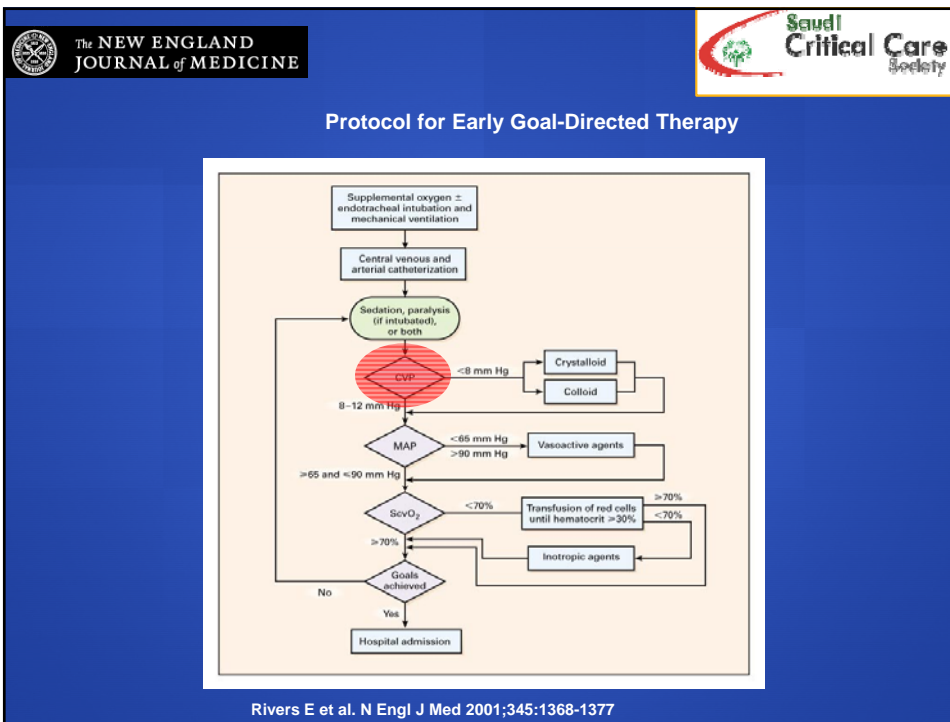 The NEW ENGLAND
JOURNAL of MEDICINE
Saudi
Critical Care
Society
Protocol for Early Goal-Directed Therapy
Supplemental oxygen ±
endotracheal intubation and
mechanical ventilation
Central venous and
arterial catheterization
Sedation, paralysis
(if intubated),
or both
CVP
<8 mm Hg
Crystalloid
Colloid
8–12 mm Hg
MAP
<65 mm Hg
>90 mm Hg
Vasoactive agents
≥65 and ≤90 mm Hg
ScvO₂
<70%
Transfusion of red cells
until hematocrit ≥30%
≥70%
<70%
≥70%
Inotropic agents
Goals
achieved
No
Yes
Hospital admission
Rivers E et al. N Engl J Med 2001;345:1368-1377